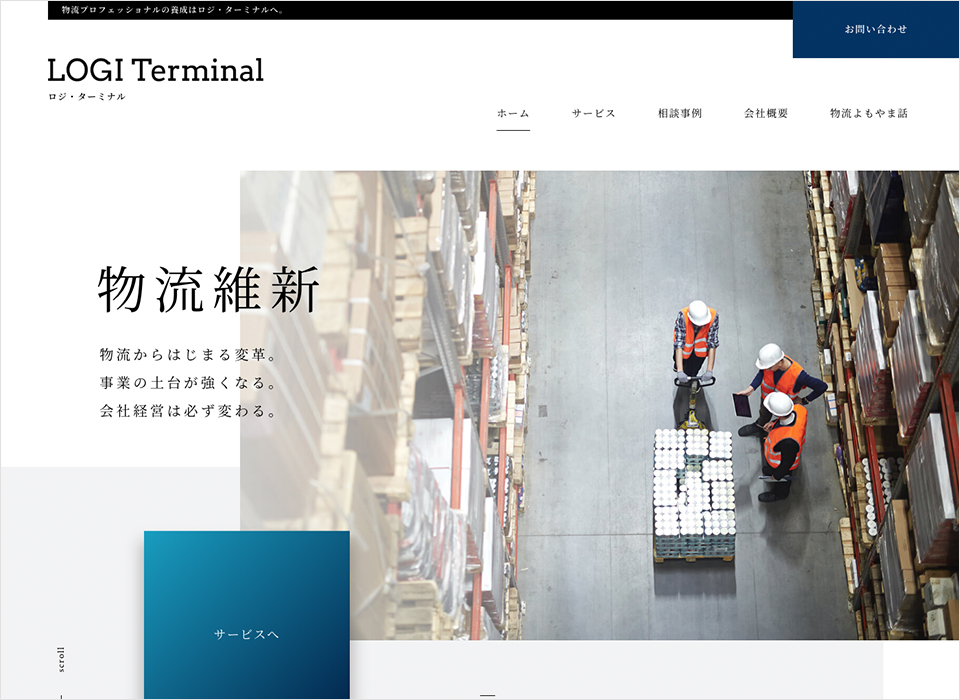 物流プロフェッショナルの養成はロジ・ターミナルへ。
お問い合わせ
LOGI Terminal
ロジ・ターミナル
ホーム
サービス
相談事例
会社概要
物流よもやま話
物流維新
物流からはじまる変革。
事業の土台が強くなる。
会社経営は必ず変わる。
サービスへ
scroll